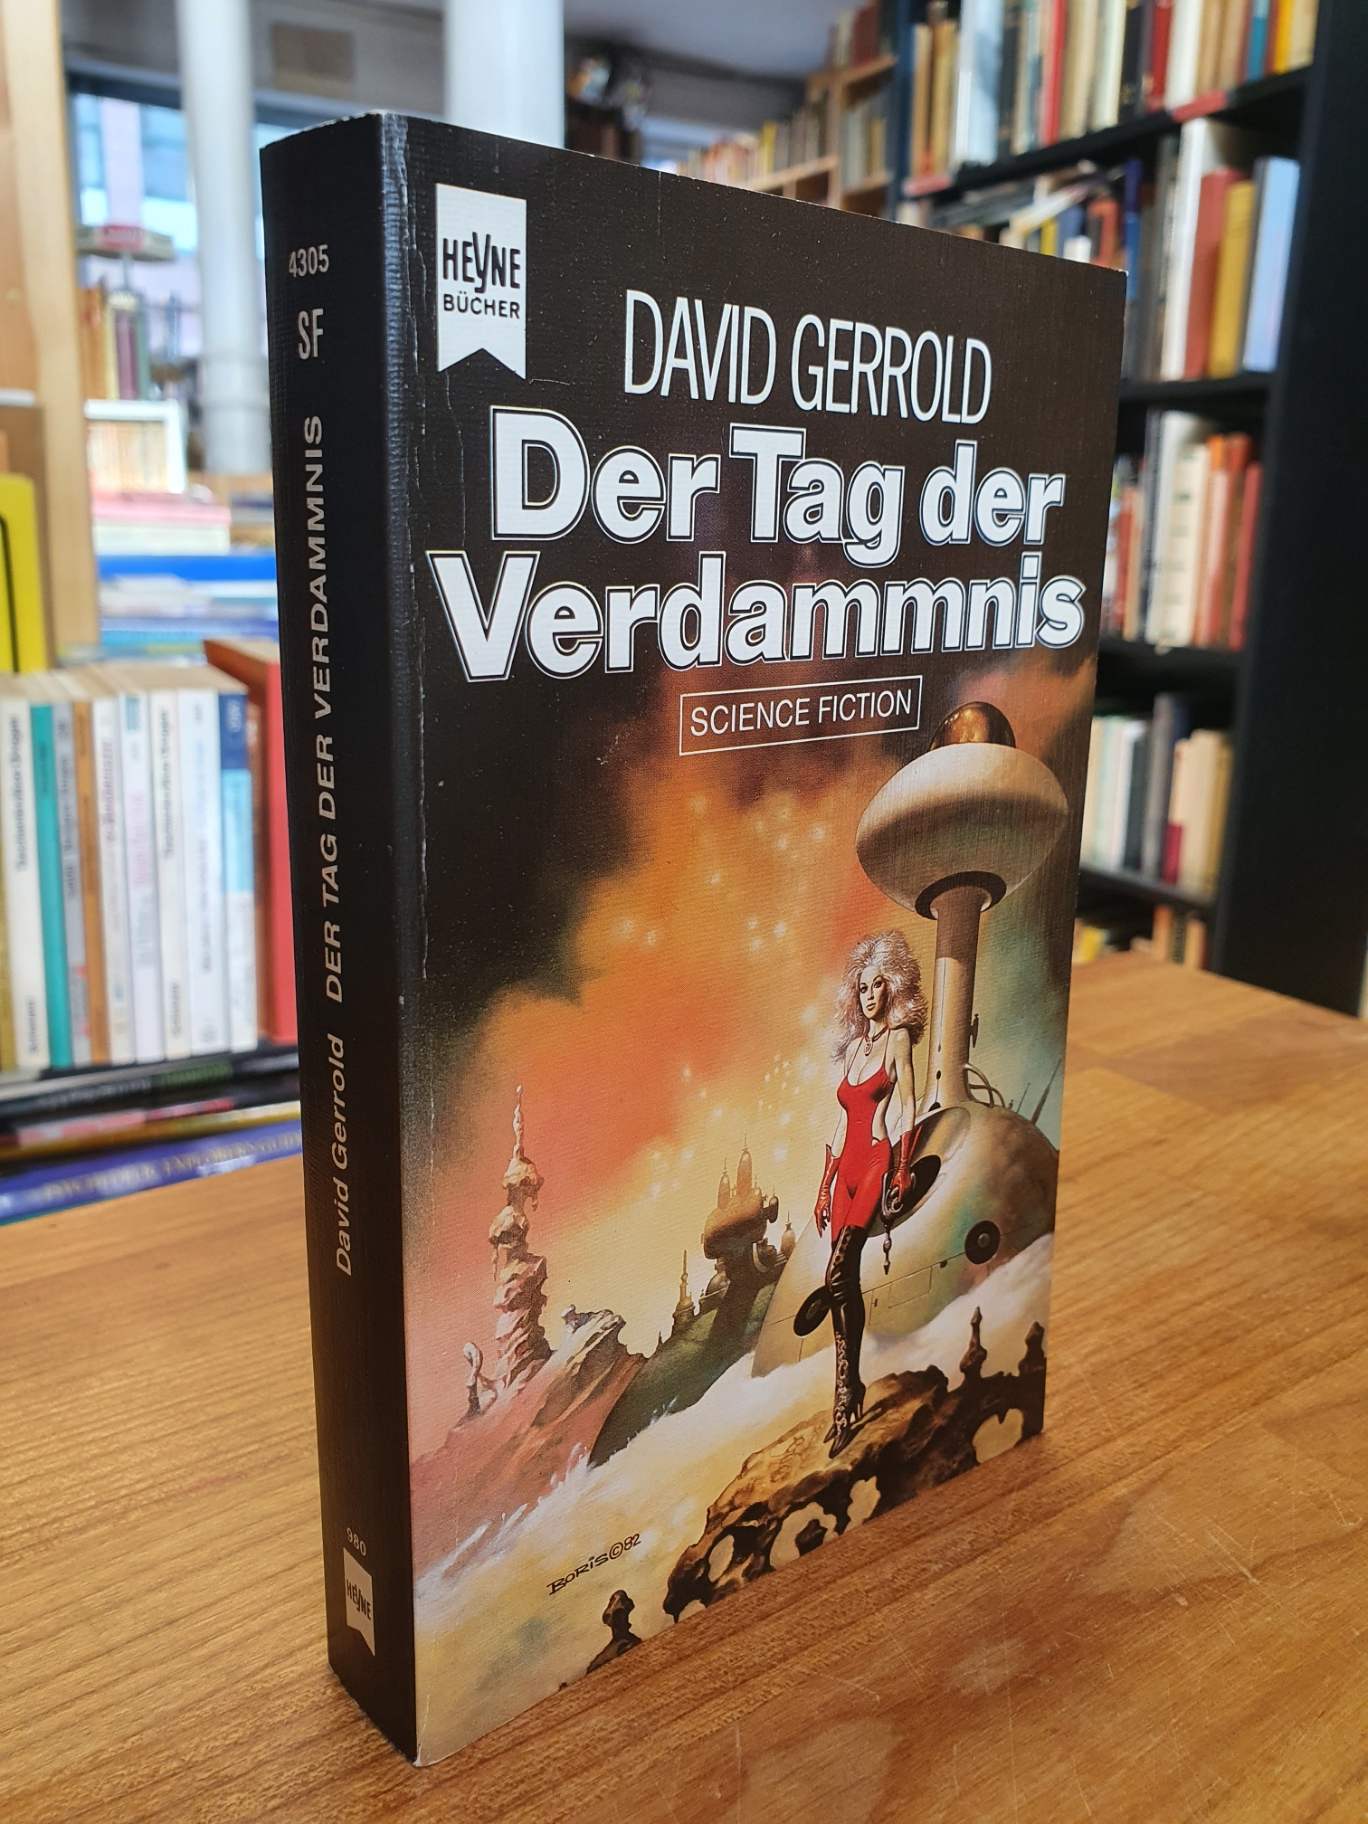 4305
SF
David Gerrold DER TAG DER VERDAMMNIS
980
HEYNE
HEYNE
BÜCHER
DAVID GERROLD
Der Tag der
Verdammnis
SCIENCE FICTION
BORIS©82